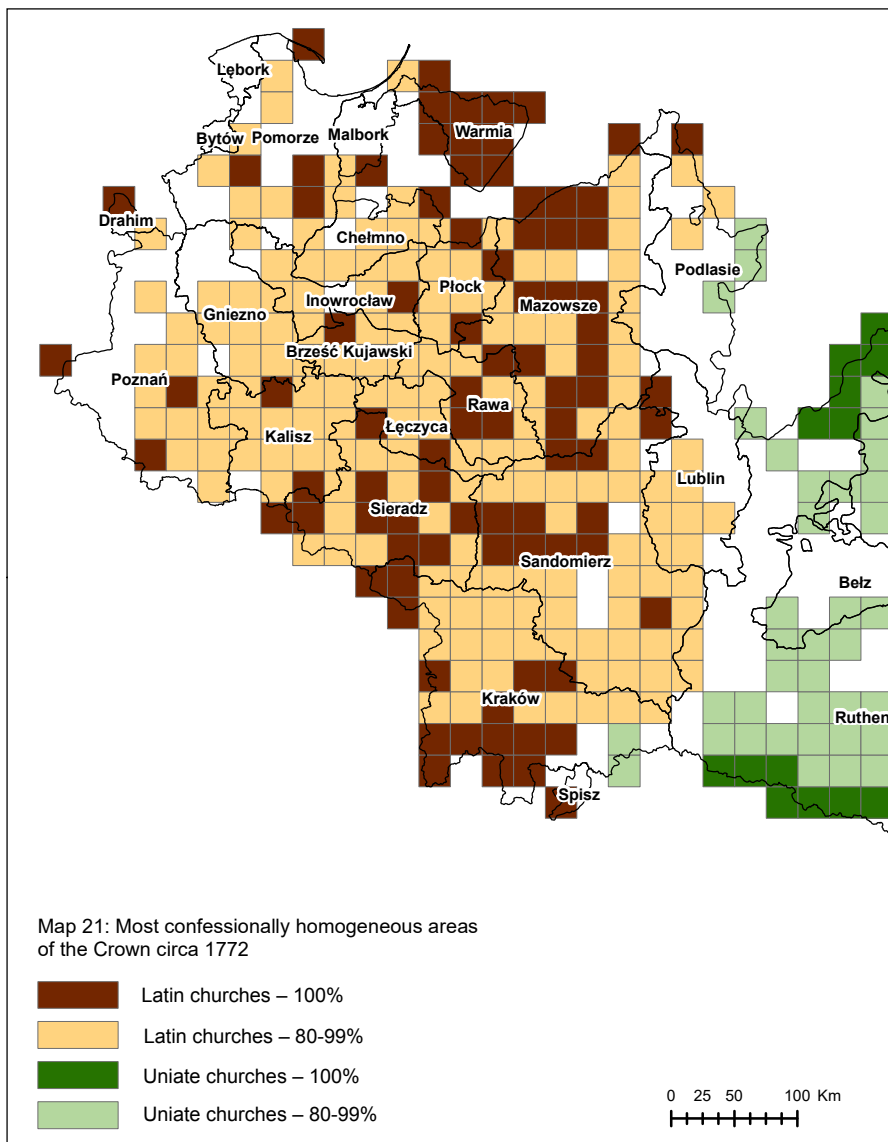 Lębork
Bytów
Pomorze
Malbork
Warmia
Drahim
Chełmno
Podlasie
Płock
Inowrocław
Mazowsze
Gniezno
Brześć Kujawski
Poznań
Rawa
Łęczyca
Kalisz
Lublin
Sieradz
Sandomierz
Bełz
Kraków
Ruthen
Spisz
Map 21: Most confessionally homogeneous areas
of the Crown circa 1772
Latin churches – 100%
Latin churches – 80-99%
Uniate churches – 100%
Uniate churches – 80-99%
0 25 50 100 Km